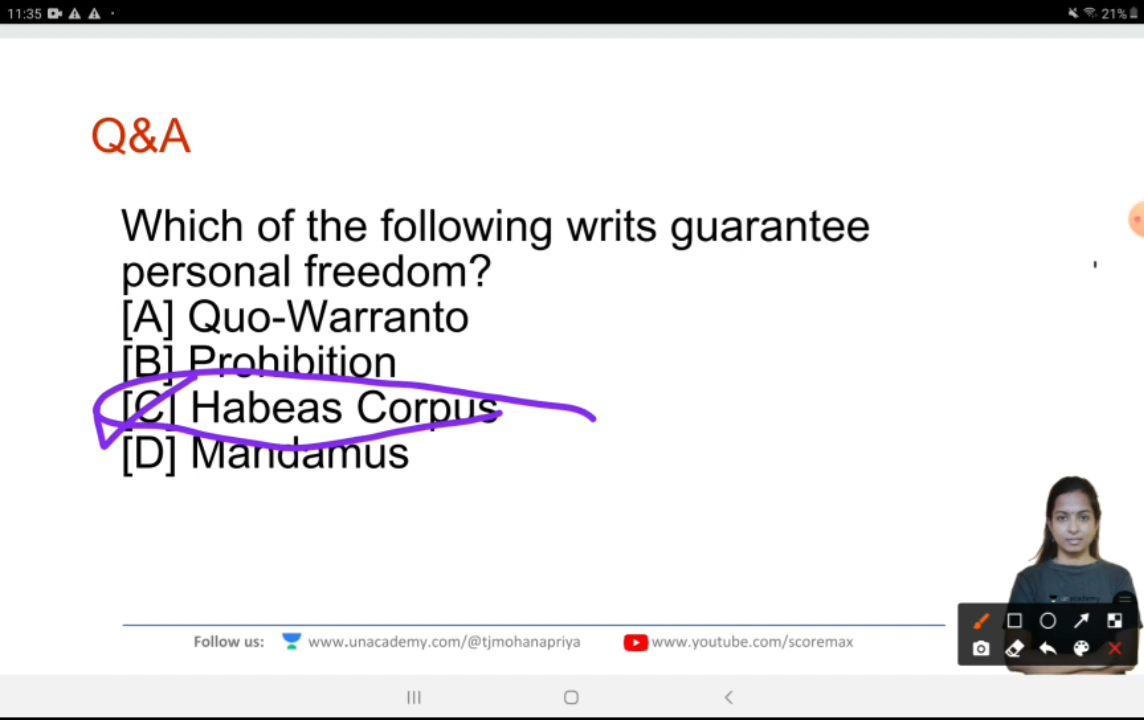 11:35
21%
Q&A
Which of the following writs guarantee
personal freedom?
[A] Quo-Warranto
[B] Prohibition
[C] Habeas Corpus
[D] Mandamus
Follow us: www.unacademy.com/@tjmohanapriya www.youtube.com/scoremax